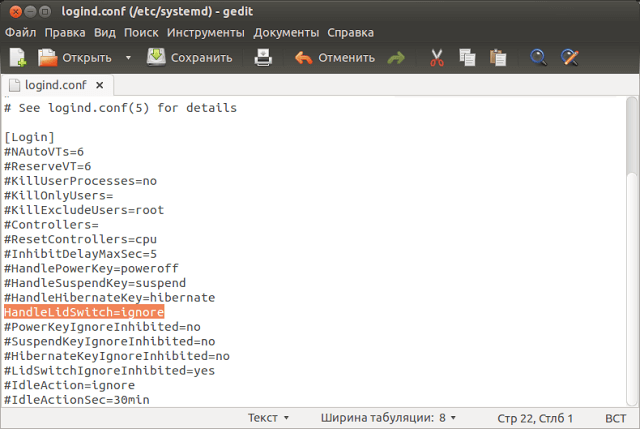 logind.conf (/etc/systemd) - gedit
Файл Правка Вид Поиск Инструменты Документы Справка
Открыть Сохранить Отменить
logind.conf
# See logind.conf(5) for details
[Login]
#NAutoVTs=6
#ReserveVT=6
#KillUserProcesses=no
#KillOnlyUsers=
#KillExcludeUsers=root
#Controllers=
#ResetControllers=cpu
#InhibitDelayMaxSec=5
#HandlePowerKey=poweroff
#HandleSuspendKey=suspend
#HandleHibernateKey=hibernate
HandleLidSwitch=ignore
#PowerKeyIgnoreInhibited=no
#SuspendKeyIgnoreInhibited=no
#HibernateKeyIgnoreInhibited=no
#LidSwitchIgnoreInhibited=yes
#IdleAction=ignore
#IdleActionSec=30min
Текст Ширина табуляции: 8 Стр 22, Стлб 1 ВСТ